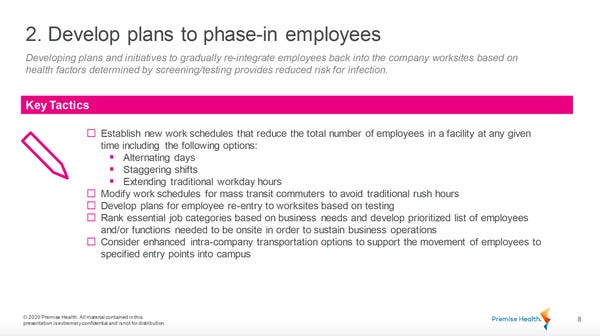 2. Develop plans to phase-in employees
Developing plans and initiatives to gradually re-integrate employees back into the company worksites based on
health factors determined by screening/testing provides reduced risk for infection.
Key Tactics
Establish new work schedules that reduce the total number of employees in a facility at any given
time including the following options:
Alternating days
Staggering shifts
Extending traditional workday hours
Modify work schedules for mass transit commuters to avoid traditional rush hours
Develop plans for employee re-entry to worksites based on testing
Rank essential job categories based on business needs and develop prioritized list of employees
and/or functions needed to be onsite in order to sustain business operations
Consider enhanced intra-company transportation options to support the movement of employees to
specified entry points into campus
© 2020 Premise Health. All material contained in this
presentation is extremely confidential and is not for distribution.
Premise Health.
8